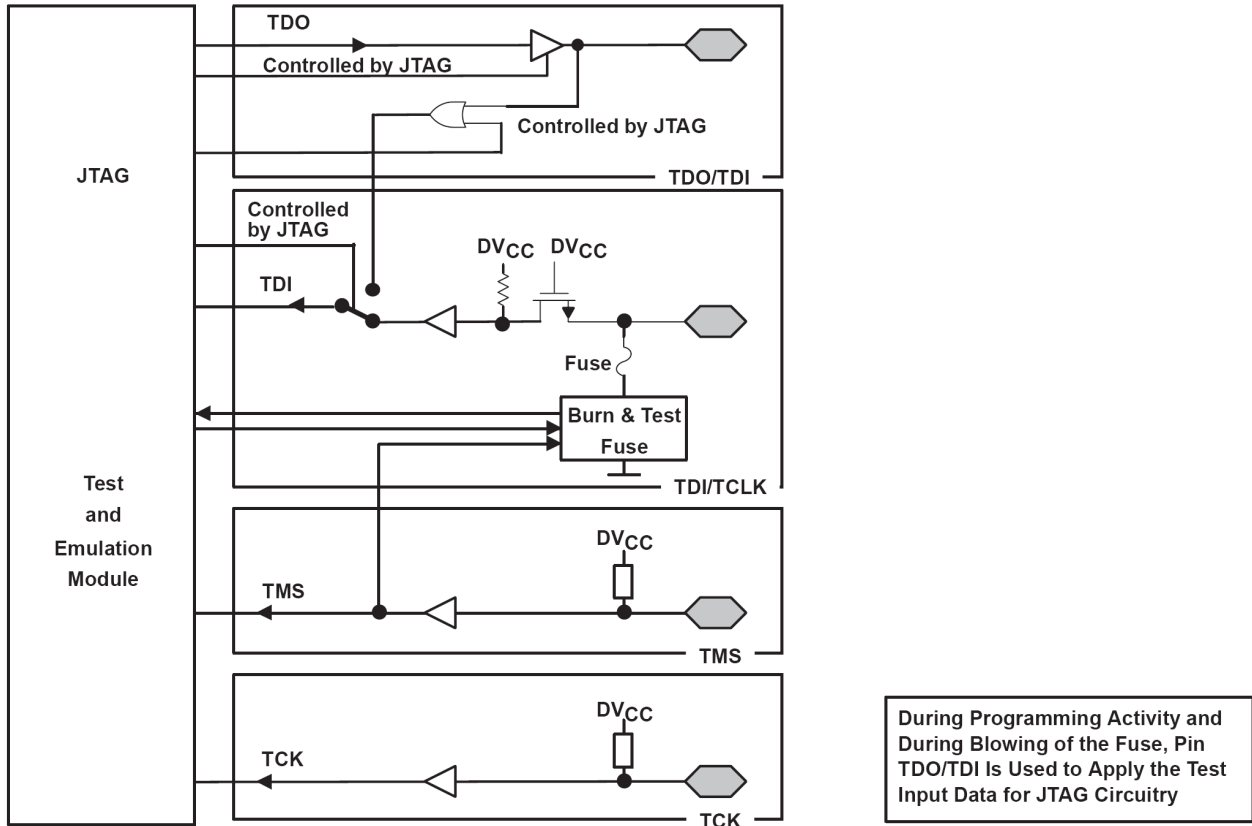 JTAG
Test
and
Emulation
Module
TDO
Controlled by JTAG
Controlled by JTAG
TDO/TDI
Controlled
by JTAG
TDI
DVCC DVCC
Fuse
Burn & Test
Fuse
TDI/TCLK
DVCC
TMS
TMS
DVCC
TCK
TCK
During Programming Activity and
During Blowing of the Fuse, Pin
TDO/TDI Is Used to Apply the Test
Input Data for JTAG Circuitry